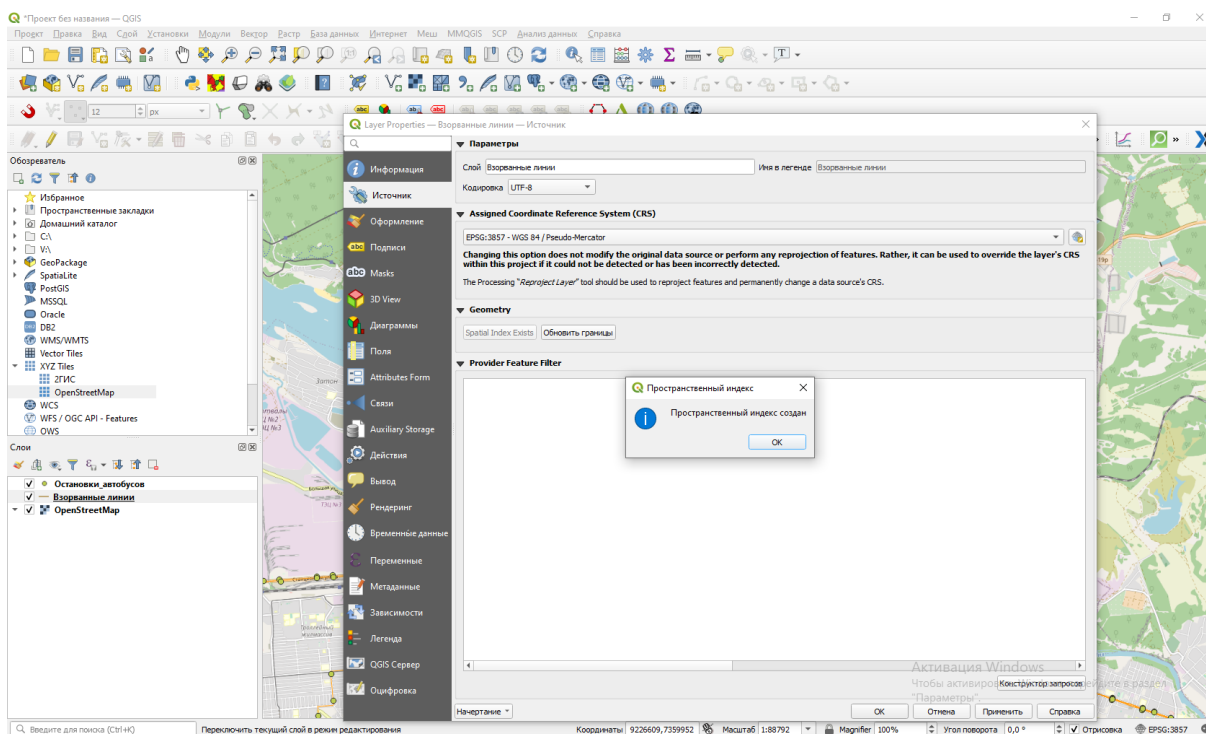 *Проект без названия — QGIS
Проект Правка Вид Слой Установки Модули Вектор Растр База данных Интернет Меш MMQGIS SCP Анализ данных Справка
12 px
Обозреватель
Избранное
Пространственные закладки
Домашний каталог
C:\
V:\
GeoPackage
SpatiaLite
PostGIS
MSSQL
Oracle
DB2
WMS/WMTS
Vector Tiles
XYZ Tiles
2ГИС
OpenStreetMap
WCS
WFS / OGC API - Features
OWS
Слои
Остановки_автобусов
Взорванные линии
OpenStreetMap
Затон
Layer Properties — Взорванные линии — Источник
Информация
Источник
Оформление
Подписи
Masks
3D View
Диаграммы
Поля
Attributes Form
Связи
Auxiliary Storage
Действия
Вывод
Рендеринг
Временные данные
Переменные
Метаданные
Зависимости
Легенда
QGIS Сервер
Оцифровка
Параметры
Слой Взорванные линии Имя в легенде Взорванные линии
Кодировка UTF-8
Assigned Coordinate Reference System (CRS)
EPSG:3857 - WGS 84 / Pseudo-Mercator
Changing this option does not modify the original data source or perform any reprojection of features. Rather, it can be used to override the layer's CRS
within this project if it could not be detected or has been incorrectly detected.
The Processing "Reproject Layer" tool should be used to reproject features and permanently change a data source's CRS.
Geometry
Spatial Index Exists Обновить границы
Provider Feature Filter
Пространственный индекс
Пространственный индекс создан
OK
Активация Windows
Чтобы активиро
Конструктор запросов
"Параметры".
Начертание OK Отмена Применить Справка
Введите для поиска (Ctrl+K) Переключить текущий слой в режим редактирования Координаты 9226609,7359952 Масштаб 1:88792 Magnifier 100% Угол поворота 0,0 ° Отрисовка EPSG:3857